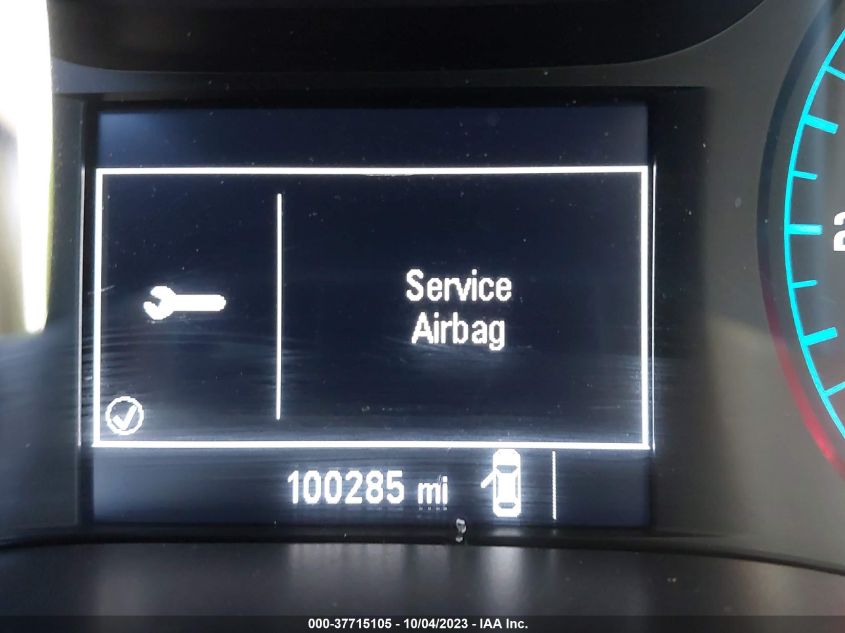 Service
Airbag
100285 mi
000-37715105 - 10/04/2023 - IAA Inc.